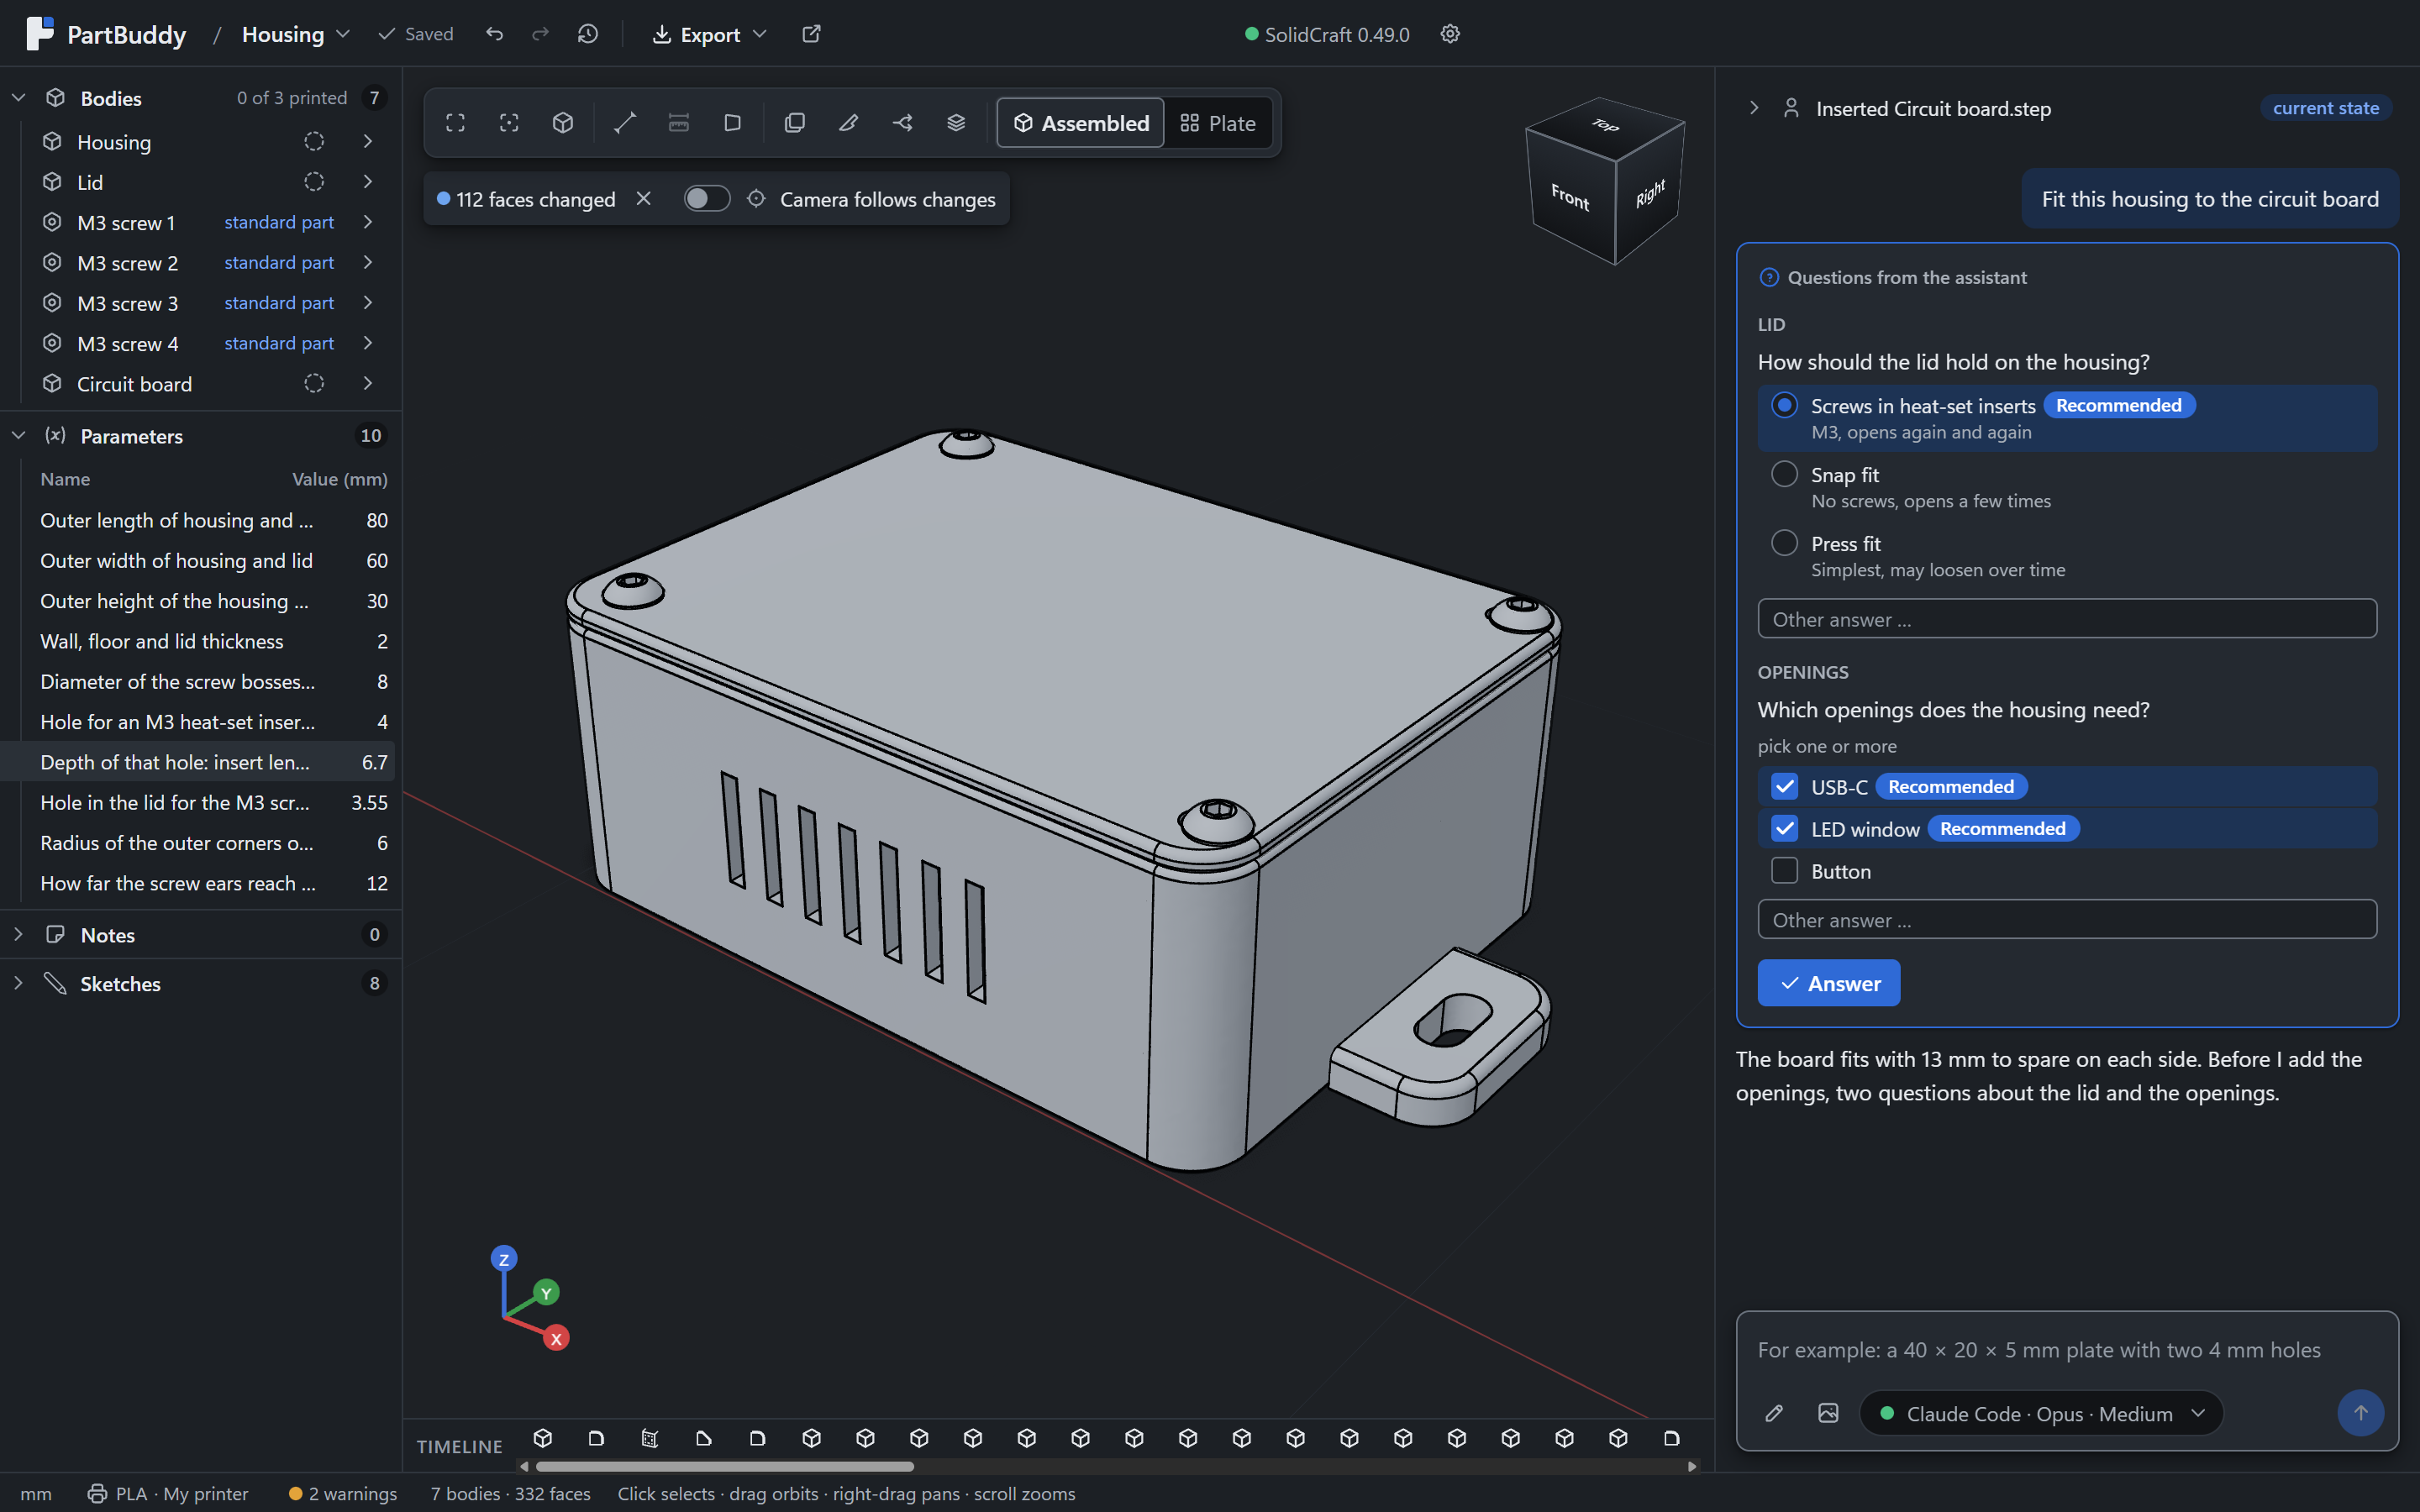 PartBuddy / Housing Saved Export SolidCraft 0.49.0
Bodies 0 of 3 printed 7
Housing
Lid
M3 screw 1 standard part
M3 screw 2 standard part
M3 screw 3 standard part
M3 screw 4 standard part
Circuit board
(x) Parameters 10
Name Value (mm)
Outer length of housing and ... 80
Outer width of housing and lid 60
Outer height of the housing ... 30
Wall, floor and lid thickness 2
Diameter of the screw bosses... 8
Hole for an M3 heat-set inser... 4
Depth of that hole: insert len... 6.7
Hole in the lid for the M3 scr... 3.55
Radius of the outer corners o... 6
How far the screw ears reach ... 12
Notes 0
Sketches 8
Assembled Plate
112 faces changed Camera follows changes
Top
Front Right
Z
Y
X
TIMELINE
Inserted Circuit board.step current state
Fit this housing to the circuit board
Questions from the assistant
LID
How should the lid hold on the housing?
Screws in heat-set inserts Recommended
M3, opens again and again
Snap fit
No screws, opens a few times
Press fit
Simplest, may loosen over time
Other answer ...
OPENINGS
Which openings does the housing need?
pick one or more
USB-C Recommended
LED window Recommended
Button
Other answer ...
Answer
The board fits with 13 mm to spare on each side. Before I add the
openings, two questions about the lid and the openings.
For example: a 40 × 20 × 5 mm plate with two 4 mm holes
Claude Code · Opus · Medium
mm PLA · My printer 2 warnings 7 bodies · 332 faces Click selects · drag orbits · right-drag pans · scroll zooms